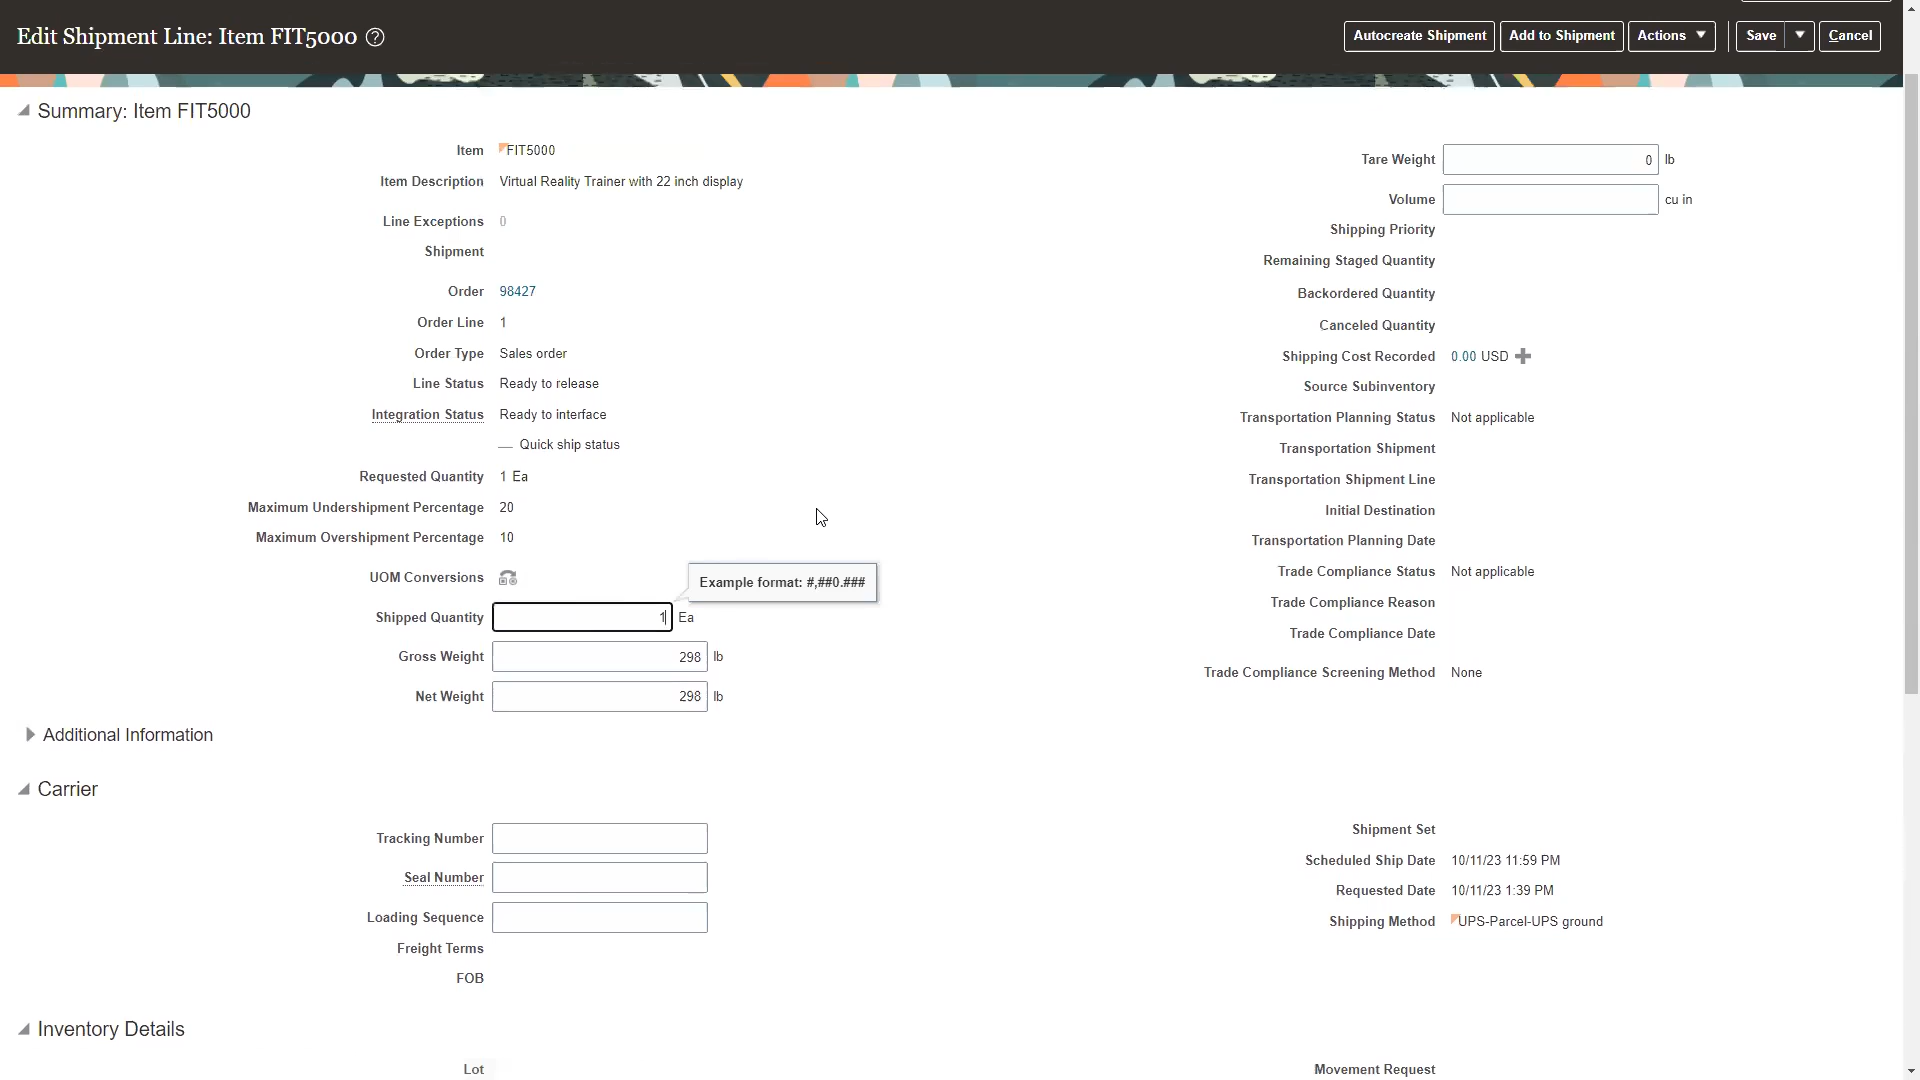 Edit Shipment Line: Item FIT5000
Autocreate Shipment
Add to Shipment
Actions
Save
Cancel
Summary: Item FIT5000
Item FIT5000
Item Description Virtual Reality Trainer with 22 inch display
Line Exceptions 0
Shipment
Order 98427
Order Line 1
Order Type Sales order
Line Status Ready to release
Integration Status Ready to interface
Quick ship status
Requested Quantity 1 Ea
Maximum Undershipment Percentage 20
Maximum Overshipment Percentage 10
UOM Conversions
Example format: #,##0.###
Shipped Quantity 1 Ea
Gross Weight 298 lb
Net Weight 298 lb
Tare Weight 0 lb
Volume cu in
Shipping Priority
Remaining Staged Quantity
Backordered Quantity
Canceled Quantity
Shipping Cost Recorded 0.00 USD
Source Subinventory
Transportation Planning Status Not applicable
Transportation Shipment
Transportation Shipment Line
Initial Destination
Transportation Planning Date
Trade Compliance Status Not applicable
Trade Compliance Reason
Trade Compliance Date
Trade Compliance Screening Method None
Additional Information
Carrier
Tracking Number
Seal Number
Loading Sequence
Freight Terms
FOB
Shipment Set
Scheduled Ship Date 10/11/23 11:59 PM
Requested Date 10/11/23 1:39 PM
Shipping Method UPS-Parcel-UPS ground
Inventory Details
Lot
Movement Request